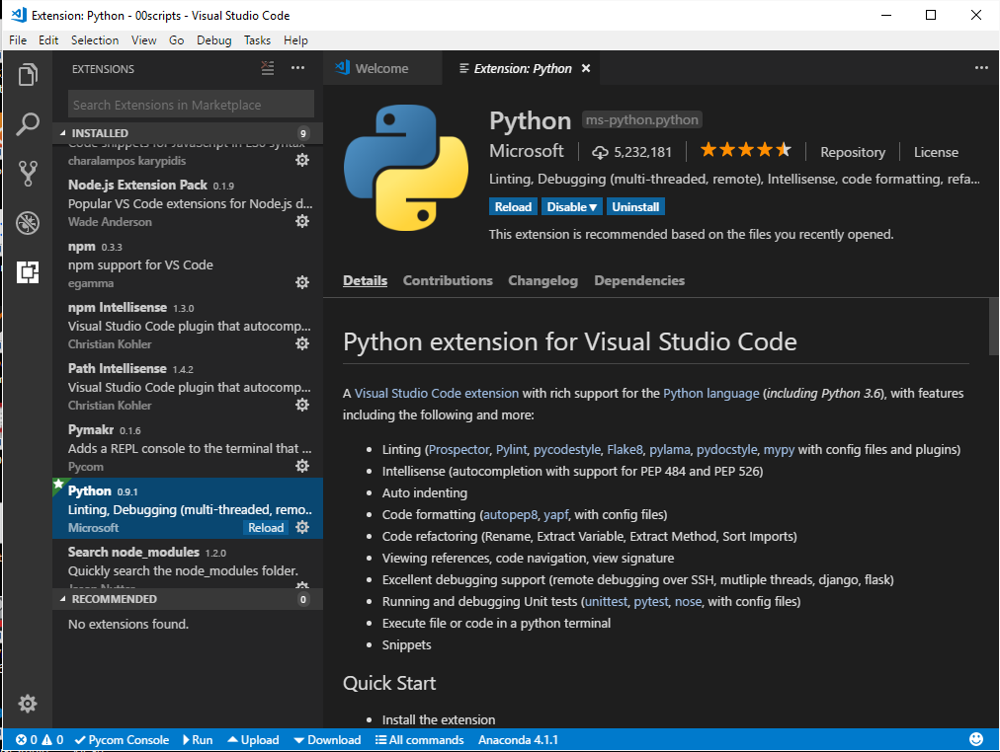 Extension: Python - 00scripts - Visual Studio Code
File Edit Selection View Go Debug Tasks Help
EXTENSIONS
Search Extensions in Marketplace
INSTALLED 9
Code snippets for JavaScript in ES6 syntax
charalampos karypidis
Node.js Extension Pack 0.1.9
Popular VS Code extensions for Node.js d...
Wade Anderson
npm 0.3.3
npm support for VS Code
egamma
npm Intellisense 1.3.0
Visual Studio Code plugin that autocomp...
Christian Kohler
Path Intellisense 1.4.2
Visual Studio Code plugin that autocomp...
Christian Kohler
Pymakr 0.1.6
Adds a REPL console to the terminal that ...
Pycom
Python 0.9.1
Linting, Debugging (multi-threaded, remo...
Microsoft Reload
Search node_modules 1.2.0
Quickly search the node_modules folder.
RECOMMENDED 0
No extensions found.
Welcome Extension: Python
Python ms-python.python
Microsoft 5,232,181 Repository License
Linting, Debugging (multi-threaded, remote), Intellisense, code formatting, refa...
Reload Disable▼ Uninstall
This extension is recommended based on the files you recently opened.
Details Contributions Changelog Dependencies
Python extension for Visual Studio Code
A Visual Studio Code extension with rich support for the Python language (including Python 3.6), with features
including the following and more:
• Linting (Prospector, Pylint, pycodestyle, Flake8, pylama, pydocstyle, mypy with config files and plugins)
• Intellisense (autocompletion with support for PEP 484 and PEP 526)
• Auto indenting
• Code formatting (autopep8, yapf, with config files)
• Code refactoring (Rename, Extract Variable, Extract Method, Sort Imports)
• Viewing references, code navigation, view signature
• Excellent debugging support (remote debugging over SSH, mutliple threads, django, flask)
• Running and debugging Unit tests (unittest, pytest, nose, with config files)
• Execute file or code in a python terminal
• Snippets
Quick Start
• Install the extension
0 0 Pycom Console Run Upload Download All commands Anaconda 4.1.1